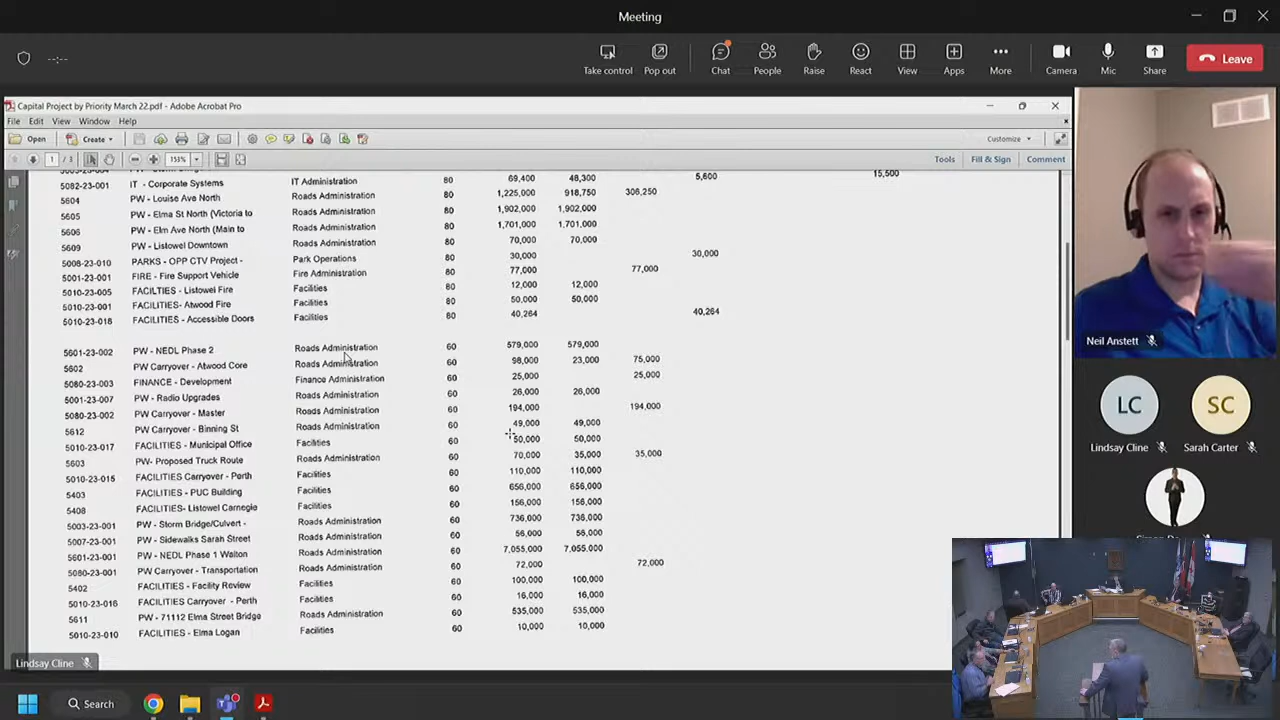 Meeting
--:--
Take control Pop out Chat People Raise React View Apps More Camera Mic Share Leave
Capital Project by Priority March 22.pdf - Adobe Acrobat Pro
File Edit View Window Help
Open Create Customize
1 / 3 153% Tools Fill & Sign Comment
5082-23-001 IT - Corporate Systems IT Administration 80 69,400 48,300 5,600 15,500
5604 PW - Louise Ave North Roads Administration 80 1,225,000 918,750 306,250
5605 PW - Elma St North (Victoria to Roads Administration 80 1,902,000 1,902,000
5606 PW - Elm Ave North (Main to Roads Administration 80 1,701,000 1,701,000
5609 PW - Listowel Downtown Roads Administration 80 70,000 70,000
5008-23-010 PARKS - OPP CTV Project - Park Operations 80 30,000 30,000
5001-23-001 FIRE - Fire Support Vehicle Fire Administration 80 77,000 77,000
5010-23-005 FACILTIES - Listowel Fire Facilities 80 12,000 12,000
5010-23-001 FACILITIES- Atwood Fire Facilities 80 50,000 50,000
5010-23-018 FACILITIES - Accessible Doors Facilities 80 40,264 40,264
5601-23-002 PW - NEDL Phase 2 Roads Administration 60 579,000 579,000
5602 PW Carryover - Atwood Core Roads Administration 60 98,000 23,000 75,000
5080-23-003 FINANCE - Development Finance Administration 60 25,000 25,000
5001-23-007 PW - Radio Upgrades Roads Administration 60 26,000 26,000
5080-23-002 PW Carryover - Master Roads Administration 60 194,000 194,000
5612 PW Carryover - Binning St Roads Administration 60 49,000 49,000
5010-23-017 FACILITIES - Municipal Office Facilities 60 50,000 50,000
5603 PW- Proposed Truck Route Roads Administration 60 70,000 35,000 35,000
5010-23-015 FACILITIES Carryover - Perth Facilities 60 110,000 110,000
5403 FACILITIES - PUC Building Facilities 60 656,000 656,000
5408 FACILITIES- Listowel Carnegie Facilities 60 156,000 156,000
5003-23-001 PW - Storm Bridge/Culvert - Roads Administration 60 736,000 736,000
5007-23-001 PW - Sidewalks Sarah Street Roads Administration 60 56,000 56,000
5601-23-001 PW - NEDL Phase 1 Walton Roads Administration 60 7,055,000 7,055,000
5080-23-001 PW Carryover - Transportation Roads Administration 60 72,000 72,000
5402 FACILITIES - Facility Review Facilities 60 100,000 100,000
5010-23-016 FACILITIES Carryover - Perth Facilities 60 16,000 16,000
5611 PW - 71112 Elma Street Bridge Roads Administration 60 535,000 535,000
5010-23-010 FACILITIES - Elma Logan Facilities 60 10,000 10,000
Lindsay Cline
Neil Anstett
LC SC
Lindsay Cline Sarah Carter
Search